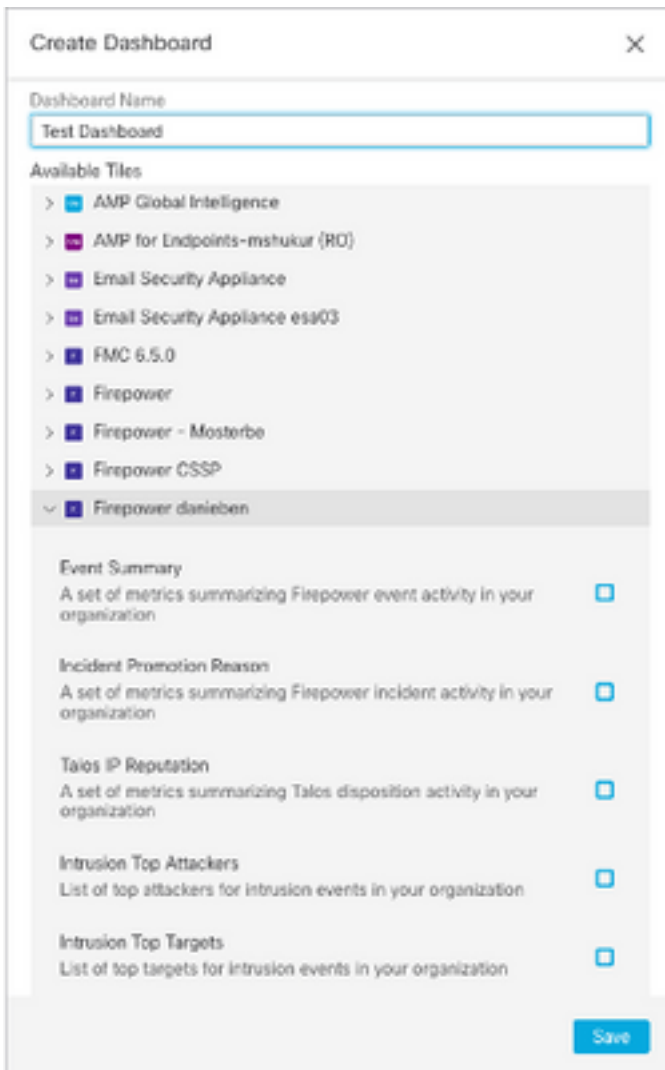 Create Dashboard
Dashboard Name
Test Dashboard
Available Tiles
AMP Global Intelligence
AMP for Endpoints-mshukur (RO)
Email Security Appliance
Email Security Appliance esa03
FMC 6.5.0
Firepower
Firepower - Mosterbe
Firepower CSSP
Firepower danieben
Event Summary
A set of metrics summarizing Firepower event activity in your
organization
Incident Promotion Reason
A set of metrics summarizing Firepower incident activity in your
organization
Talos IP Reputation
A set of metrics summarizing Talos disposition activity in your
organization
Intrusion Top Attackers
List of top attackers for intrusion events in your organization
Intrusion Top Targets
List of top targets for intrusion events in your organization
Save